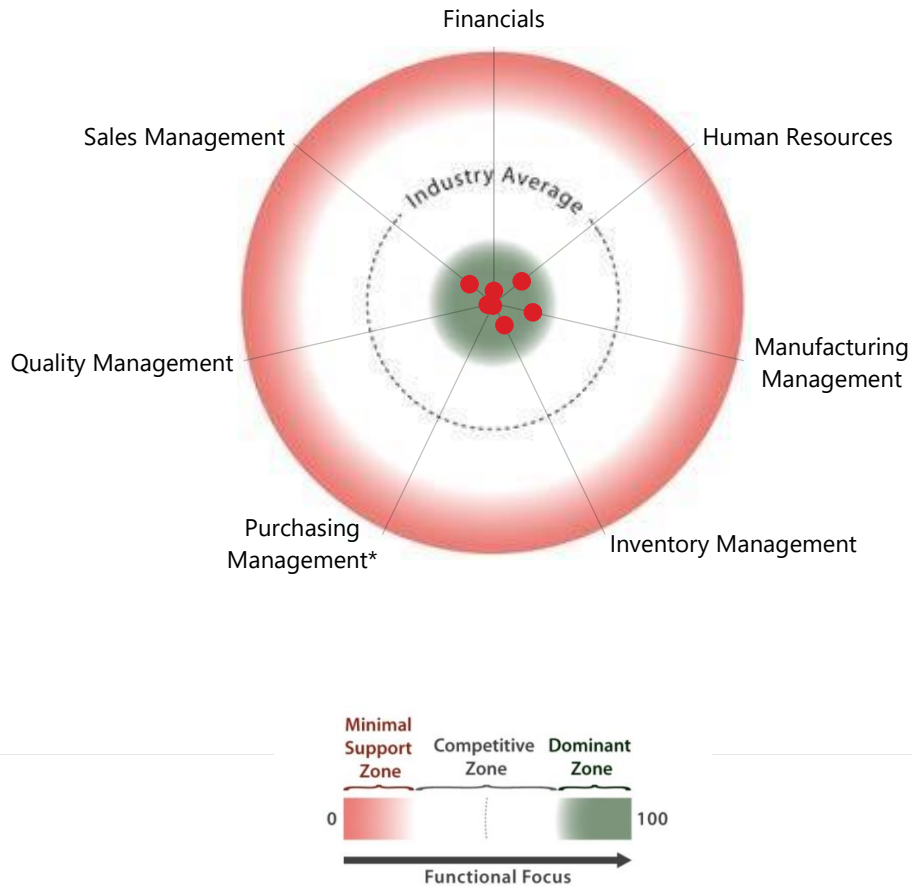 Financials
Sales Management
Human Resources
Industry Average
Quality Management
Manufacturing
Management
Purchasing
Management*
Inventory Management
Minimal
Support
Zone
Competitive
Zone
Dominant
Zone
0
100
Functional Focus